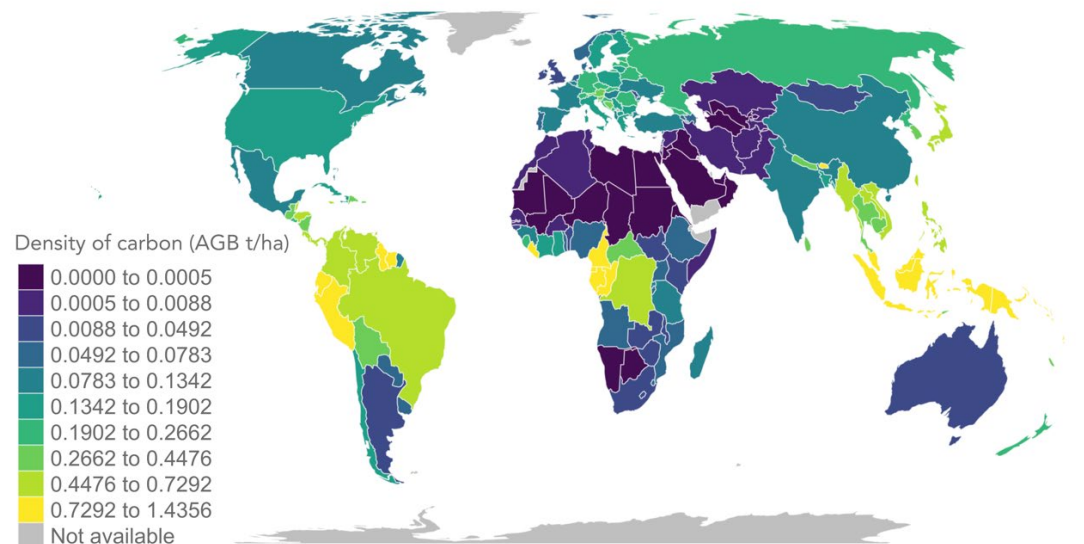 Density of carbon (AGB t/ha)
0.0000 to 0.0005
0.0005 to 0.0088
0.0088 to 0.0492
0.0492 to 0.0783
0.0783 to 0.1342
0.1342 to 0.1902
0.1902 to 0.2662
0.2662 to 0.4476
0.4476 to 0.7292
0.7292 to 1.4356
Not available